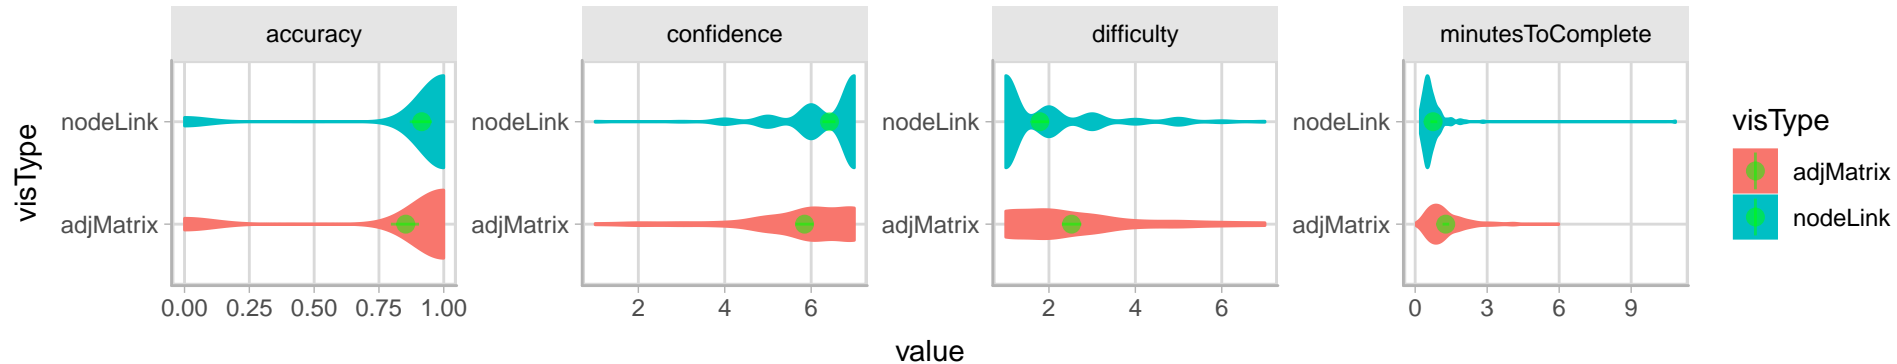 accuracy
confidence
difficulty
minutesToComplete
visType
nodeLink
adjMatrix
0.00 0.25 0.50 0.75 1.00
nodeLink
adjMatrix
2 4 6
nodeLink
adjMatrix
2 4 6
nodeLink
adjMatrix
0 3 6 9
value
visType
adjMatrix
nodeLink